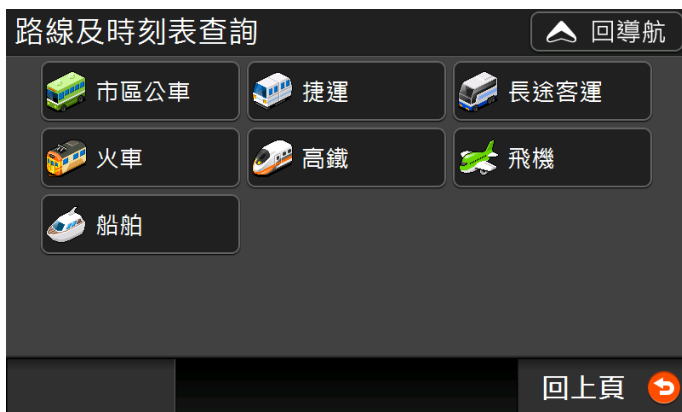 路線及時刻表查詢 回導航
市區公車 捷運 長途客運
火車 高鐵 飛機
船舶
回上頁